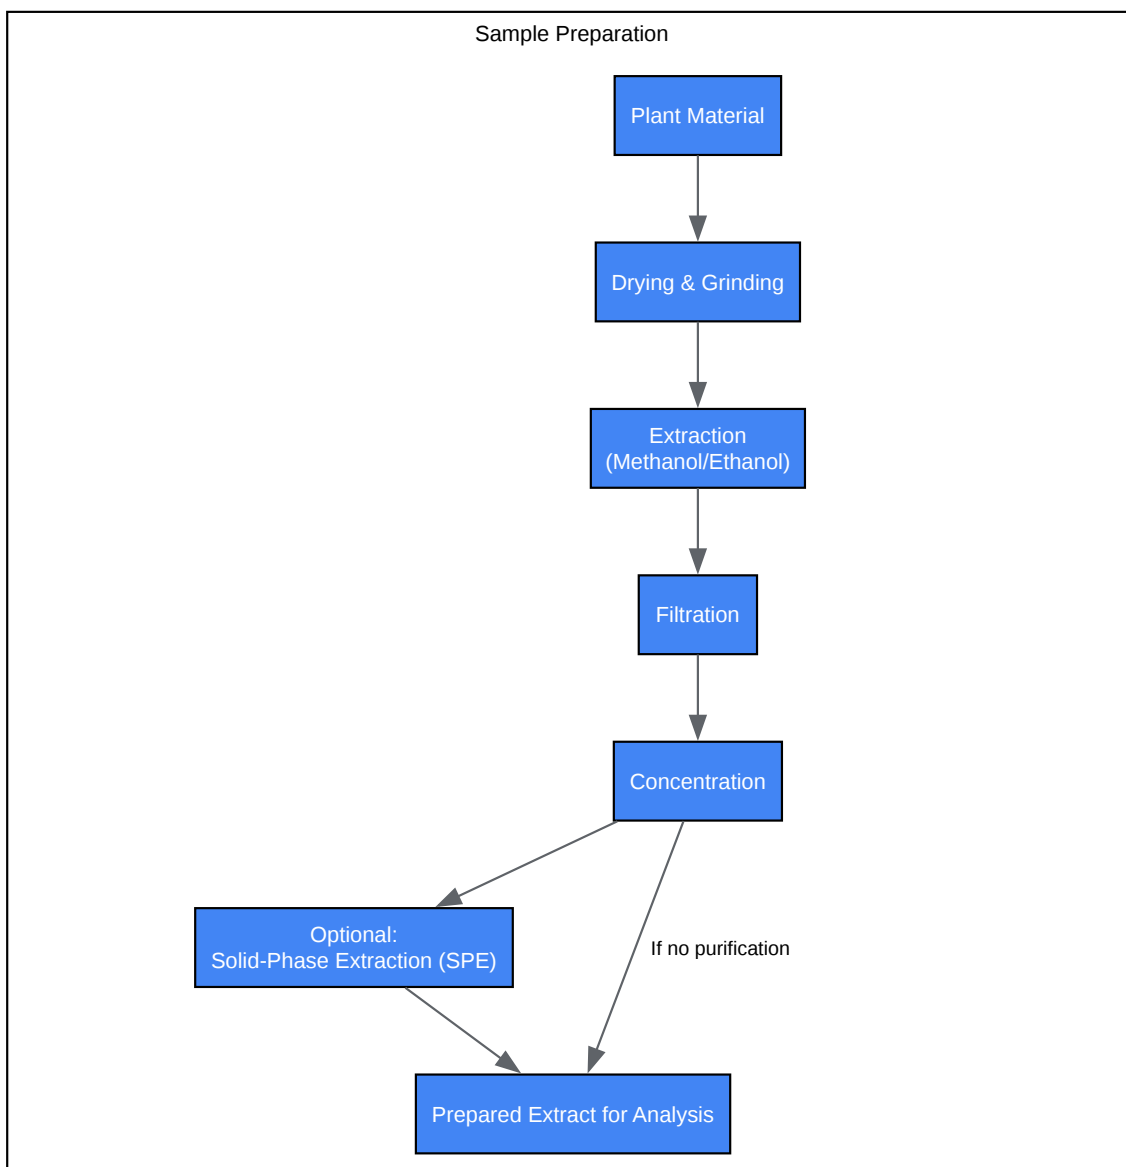 Sample Preparation
Plant Material
Drying & Grinding
Extraction
(Methanol/Ethanol)
Filtration
Concentration
Optional:
Solid-Phase Extraction (SPE)
If no purification
Prepared Extract for Analysis